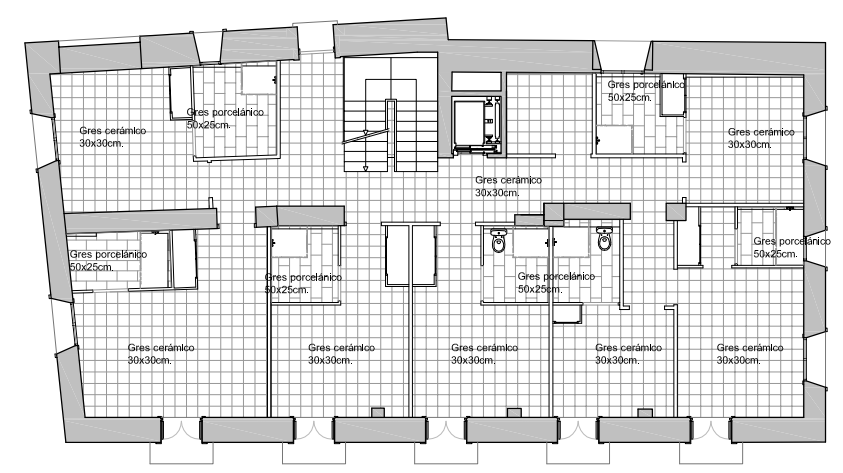 Gres porcelánico
50x25cm.
Gres porcelánico
50x25cm.
Gres cerámico
30x30cm.
Gres cerámico
30x30cm.
Gres cerámico
30x30cm.
Gres porcelánico
50x25cm.
Gres porcelánico
50x25cm.
Gres porcelánico
50x25cm.
Gres porcelánico
50x25cm.
Gres cerámico
30x30cm.
Gres cerámico
30x30cm.
Gres cerámico
30x30cm.
Gres cerámico
30x30cm.
Gres cerámico
30x30cm.